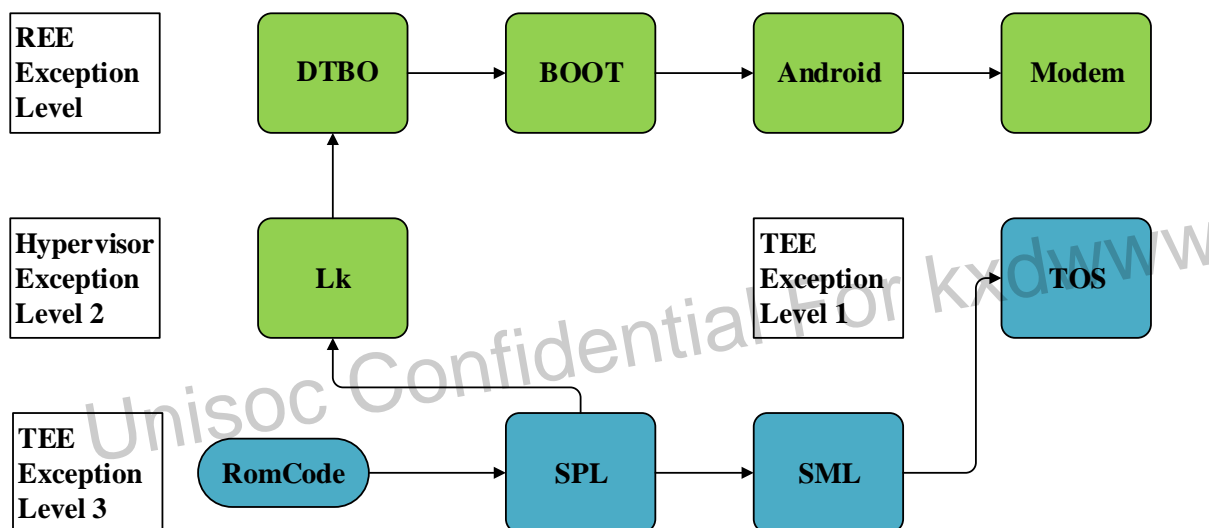 REE
Exception
Level
DTBO
BOOT
Android
Modem
Hypervisor
Exception
Level 2
Lk
TEE
Exception
Level 1
TOS
Unisoc Confidential For kxdwww
TEE
Exception
Level 3
RomCode
SPL
SML